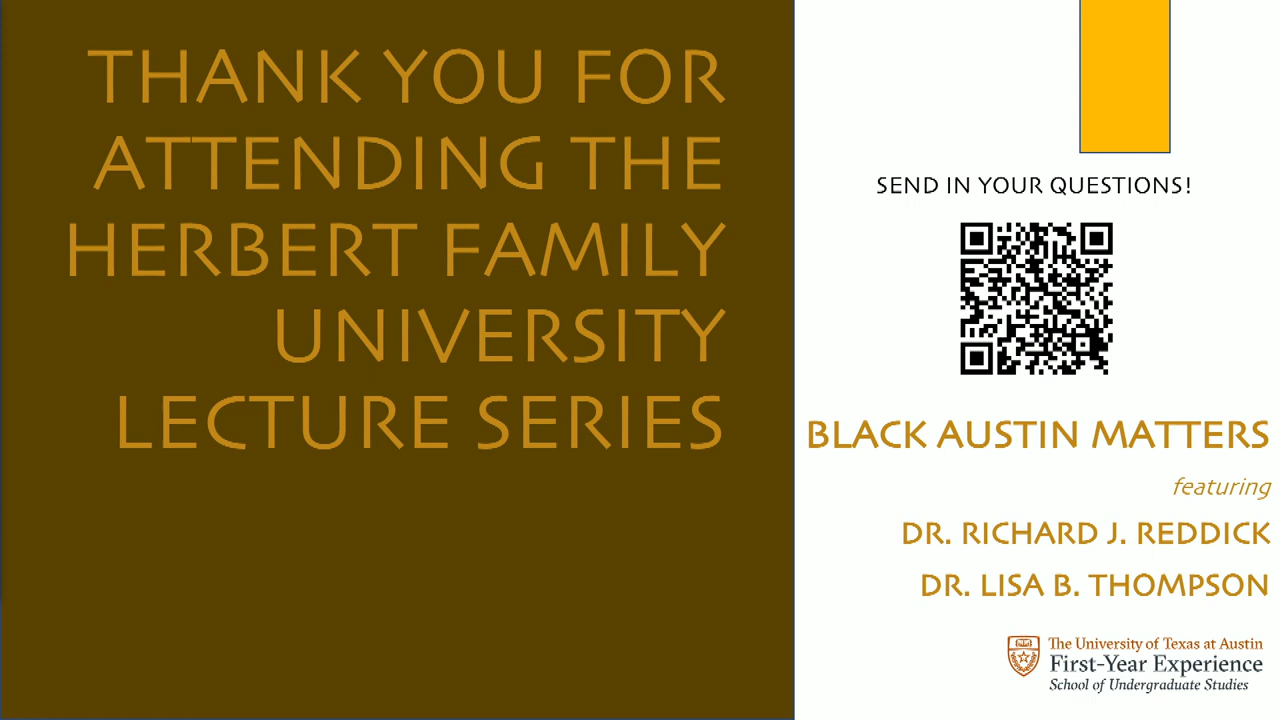 THANK YOU FOR
ATTENDING THE
HERBERT FAMILY
UNIVERSITY
LECTURE SERIES
SEND IN YOUR QUESTIONS!
BLACK AUSTIN MATTERS
featuring
DR. RICHARD J. REDDICK
DR. LISA B. THOMPSON
The University of Texas at Austin
First-Year Experience
School of Undergraduate Studies